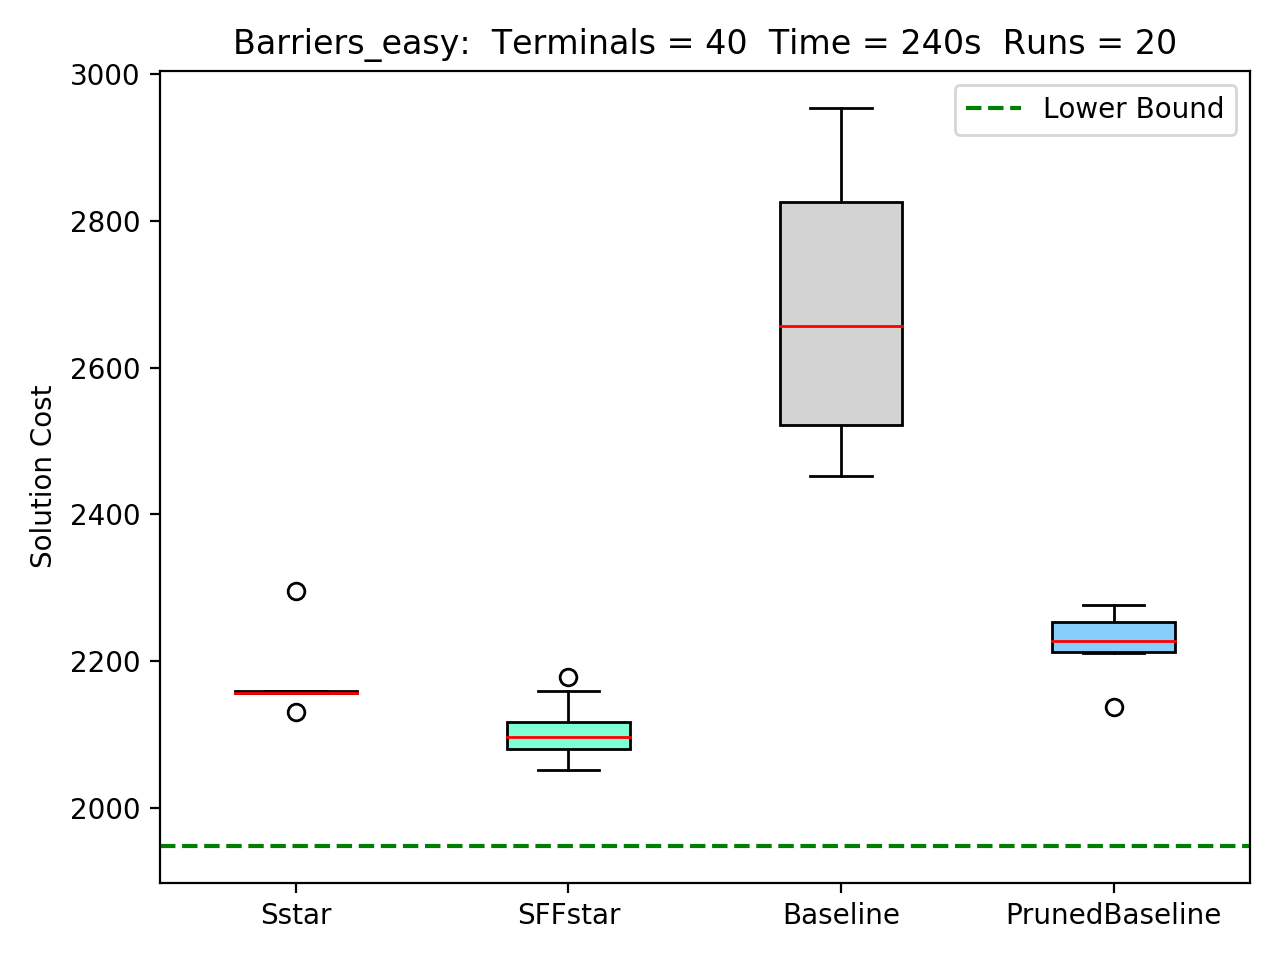 Barriers_easy:  Terminals = 40  Time = 240s  Runs = 20
Lower Bound
Solution Cost
3000
2800
2600
2400
2200
2000
Sstar
SFFstar
Baseline
PrunedBaseline